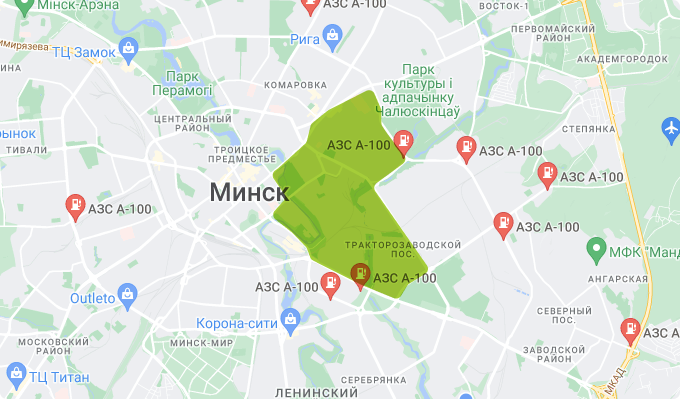 Мінск-Арэна
АЗС А-100
ВОСТОК-1
ПЕРВОМАЙСКИЙ
РАЙОН
Рига
ТЦ Замок
АКАДЕМГОРОДОК
ИНА
Парк
Перамогі
КОМАРОВКА
Парк
культуры і
адпачынку
Чалюскінцаў
ЦЕНТРАЛЬНЫЙ
РАЙОН
СТЕПЯНКА
рынок
ТИВАЛИ
ТРОИЦКОЕ
ПРЕДМЕСТЬЕ
АЗС А-100
АЗС А-100
АЗС А-100
Минск
АЗС А-100
АЗС А-100
ТРАКТОРОЗАВОДСКОЙ
ПОС.
МФК "Манд
АНГАРСКАЯ
АЗС А-100
АЗС А-100
Outleto
СЕВЕРНЫЙ
ПОС.
Корона-сити
АЗС А-10
МОСКОВСКИЙ
РАЙОН
МИНСК-МИР
ЗАВОДСКОЙ
РАЙОН
ТЦ Титан
СЕРЕБРЯНКА
МКАД
ЛЕНИНСКИЙ